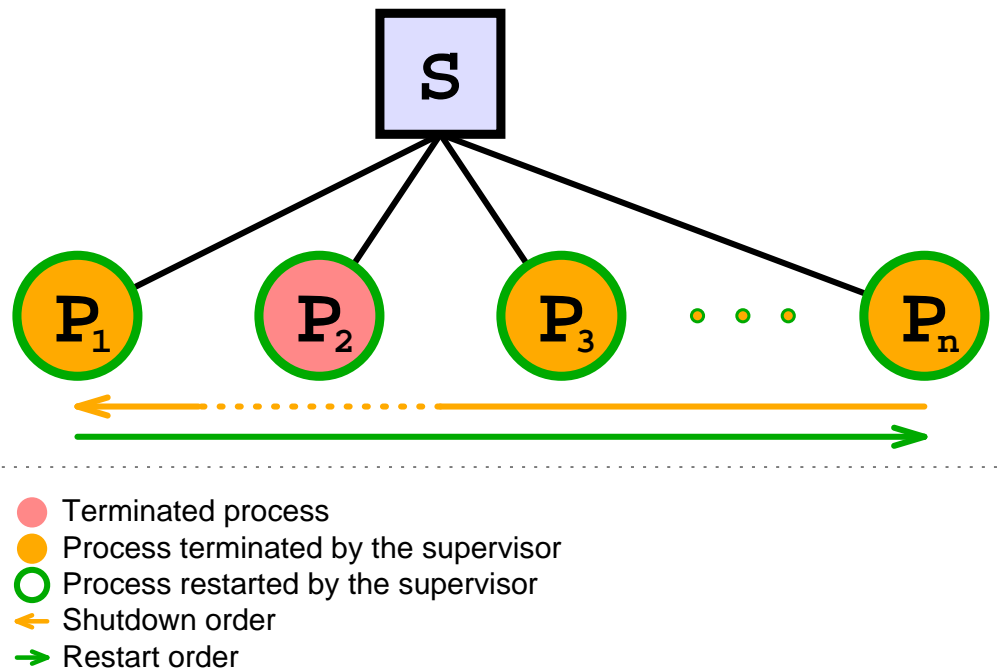 S
P1 P2 P3 Pn
Terminated process
Process terminated by the supervisor
Process restarted by the supervisor
Shutdown order
Restart order